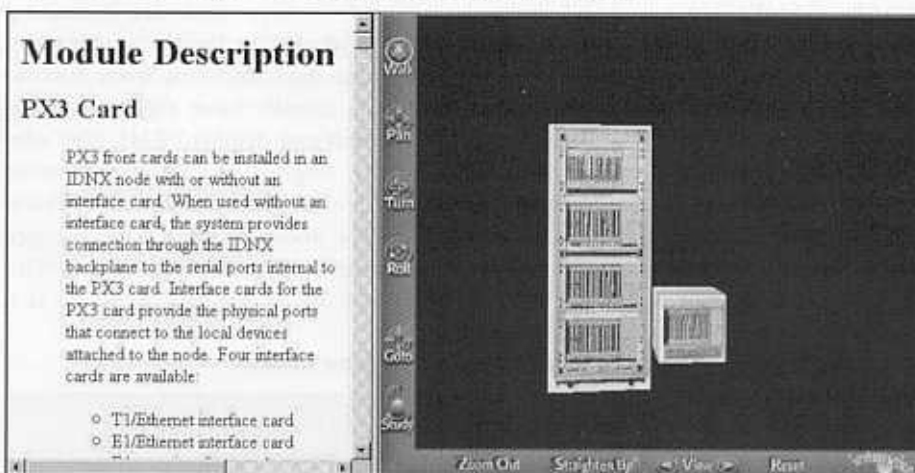 Module Description
PX3 Card
PX3 front cards can be installed in an
IDNX node with or without an
interface card. When used without an
interface card, the system provides
connection through the IDNX
backplane to the serial ports internal to
the PX3 card. Interface cards for the
PX3 card provide the physical ports
that connect to the local devices
attached to the node. Four interface
cards are available:
T1/Ethernet interface card
E1/Ethernet interface card
Walk
Pan
Turn
Roll
Goto
Study
Zoom Out
Straighten Up
View
Reset